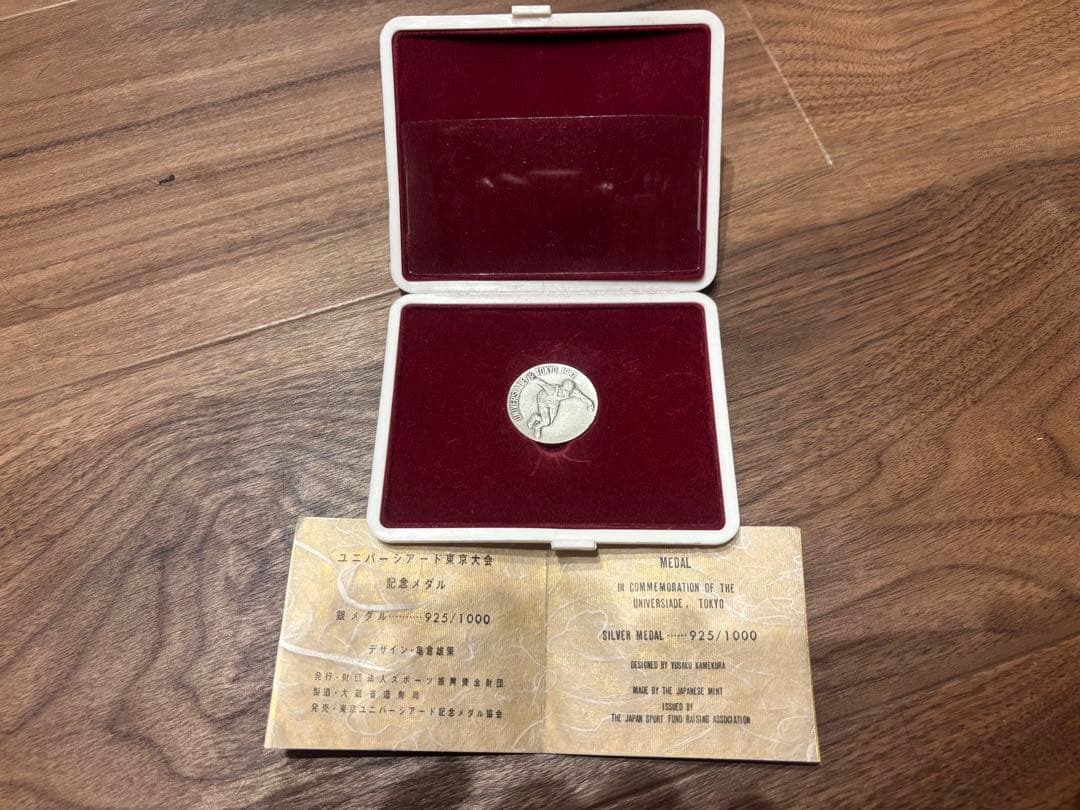 UNIVERSIADE TOKYO 1967
ユニバーシアード東京大会
記念メダル
銀メダル·········925/1000
デザイン・亀倉雄策
発行・財団法人スポーツ振興資金財団
製造・大蔵省造幣局
発売・東京ユニバーシアード記念メダル協会
MEDAL
IN COMMEMORATION OF THE
UNIVERSIADE, TOKYO
SILVER MEDAL ······925/1000
DESIGNED BY YUSAKU KAMEKURA
MADE BY THE JAPANESE MINT
ISSUED BY
THE JAPAN SPORT FUND RAISING ASSOCIATION